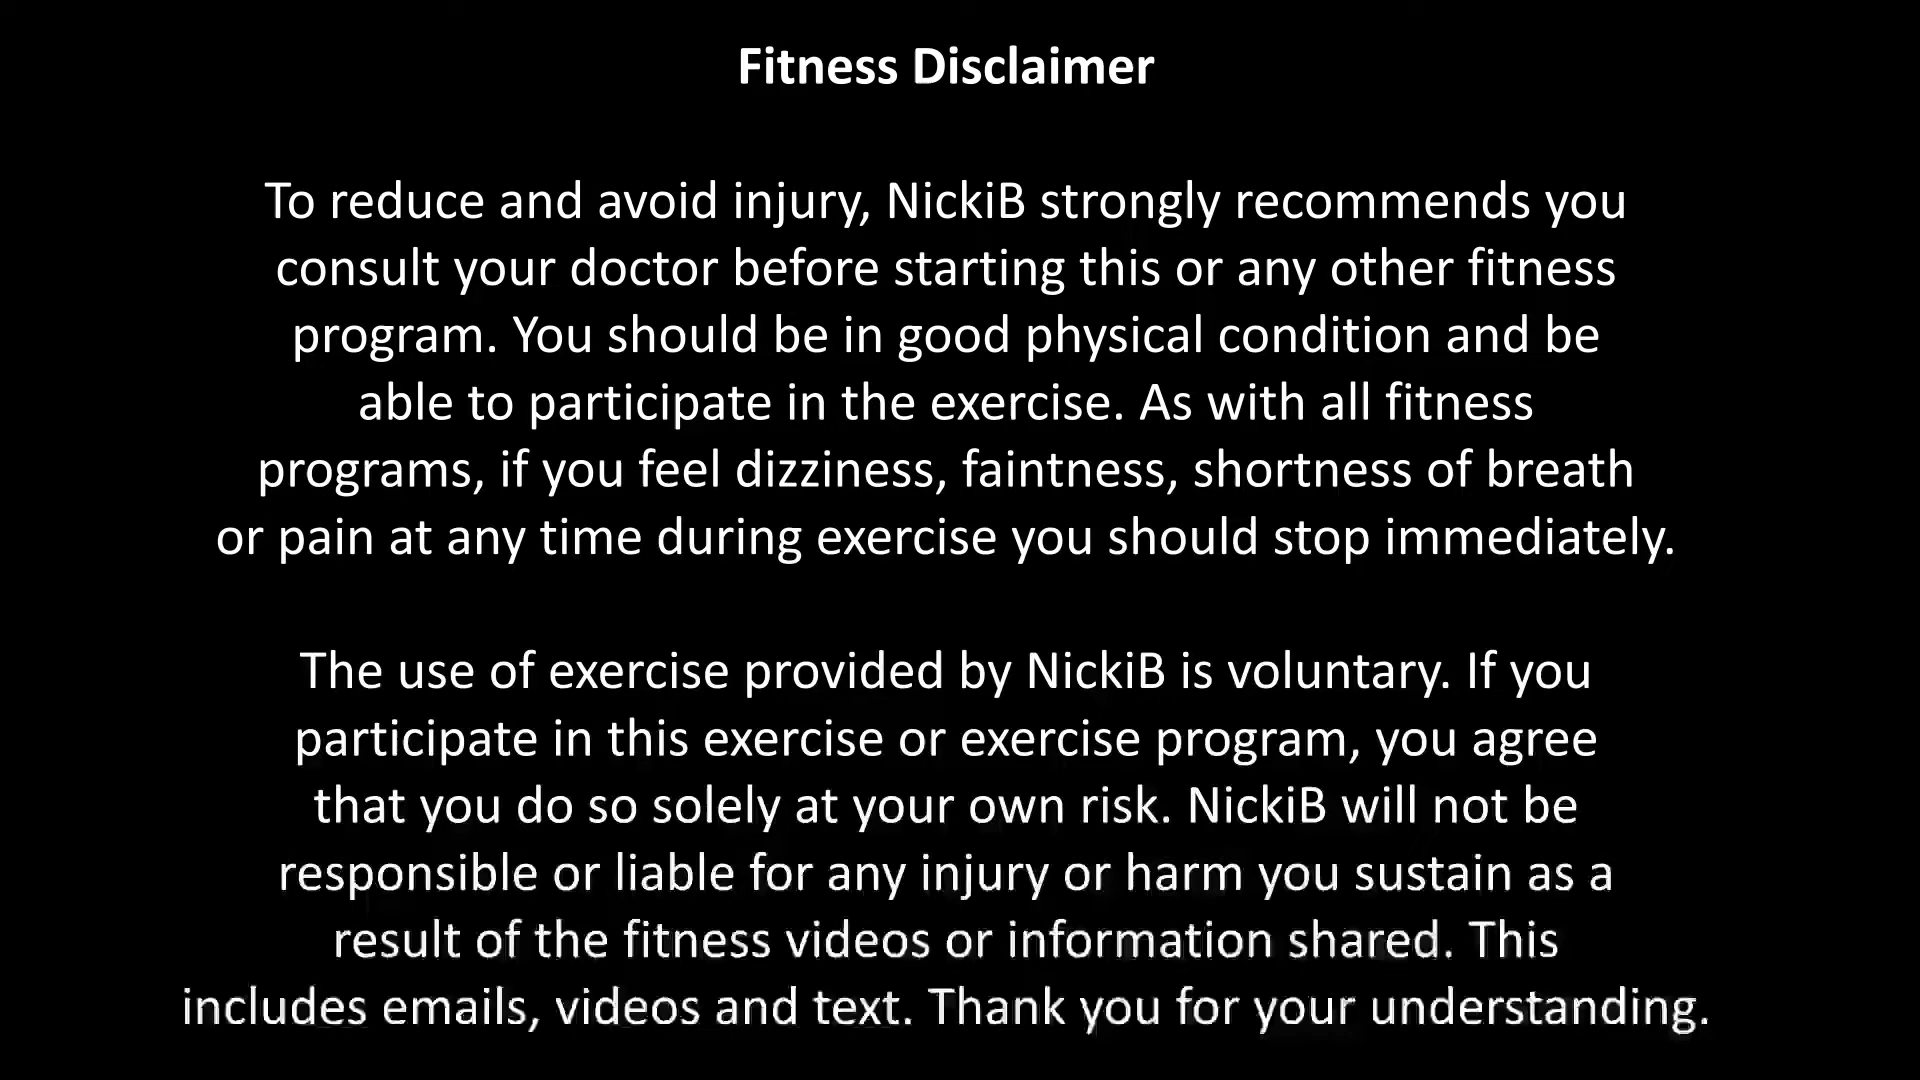 Fitness Disclaimer
To reduce and avoid injury, NickiB strongly recommends you
consult your doctor before starting this or any other fitness
program. You should be in good physical condition and be
able to participate in the exercise. As with all fitness
programs, if you feel dizziness, faintness, shortness of breath
or pain at any time during exercise you should stop immediately.
The use of exercise provided by NickiB is voluntary. If you
participate in this exercise or exercise program, you agree
that you do so solely at your own risk. NickiB will not be
responsible or liable for any injury or harm you sustain as a
result of the fitness videos or information shared. This
includes emails, videos and text. Thank you for your understanding.